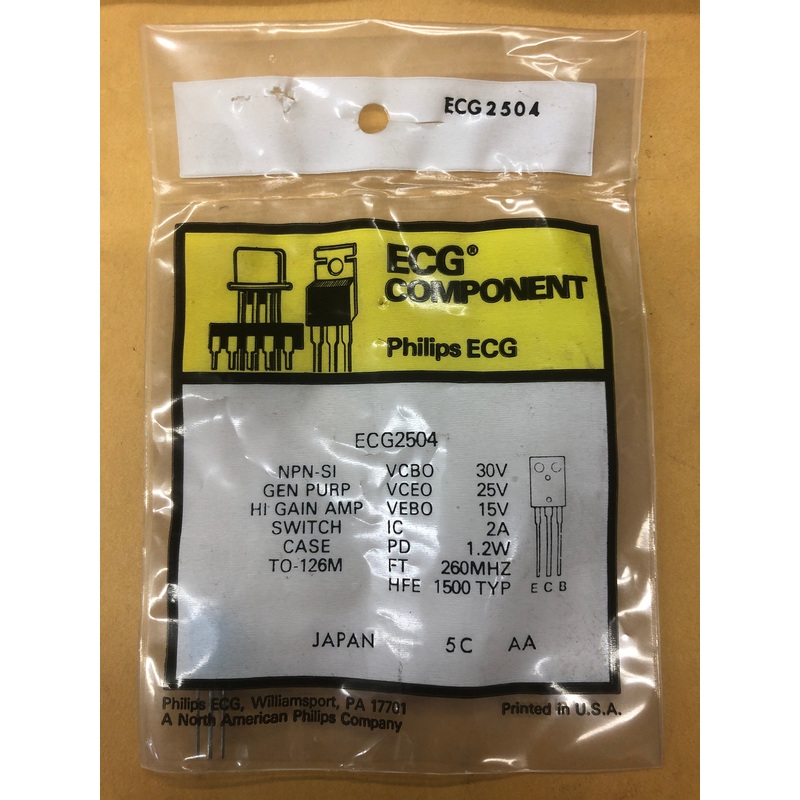 ECG2504
ECG®
COMPONENT
Philips ECG
ECG2504
NPN-SI VCBO 30V
GEN PURP VCEO 25V
HI GAIN AMP VEBO 15V
SWITCH IC 2A
CASE PD 1.2W
TO-126M FT 260MHZ
HFE 1500 TYP
E C B
JAPAN 5C AA
Philips ECG, Williamsport, PA 17701
A North American Philips Company
Printed in U.S.A.